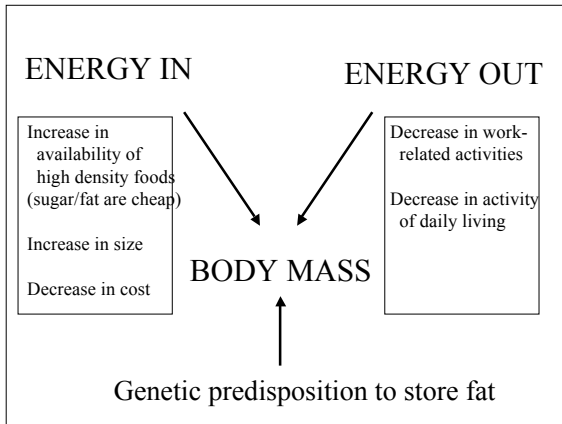 ENERGY IN
ENERGY OUT
Increase in
availability of
high density foods
(sugar/fat are cheap)
Increase in size
Decrease in cost
Decrease in work-
related activities
Decrease in activity
of daily living
BODY MASS
Genetic predisposition to store fat